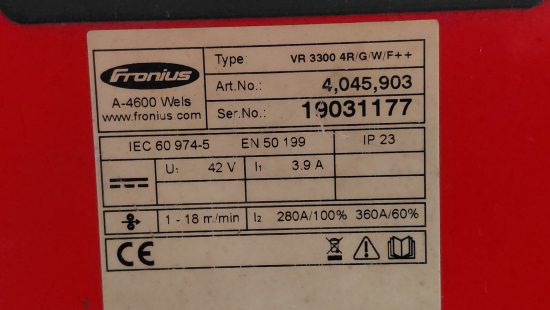 Fronius
A-4600 Wels
www.fronius com
Type VR 3300 4R/G/W/F++
Art.No.: 4,045,903
Ser.No.: 19031177
IEC 60 974-5 EN 50 199 IP 23
U1 42 V I1 3.9 A
1 - 18 m/min I2 280A/100% 360A/60%
CE